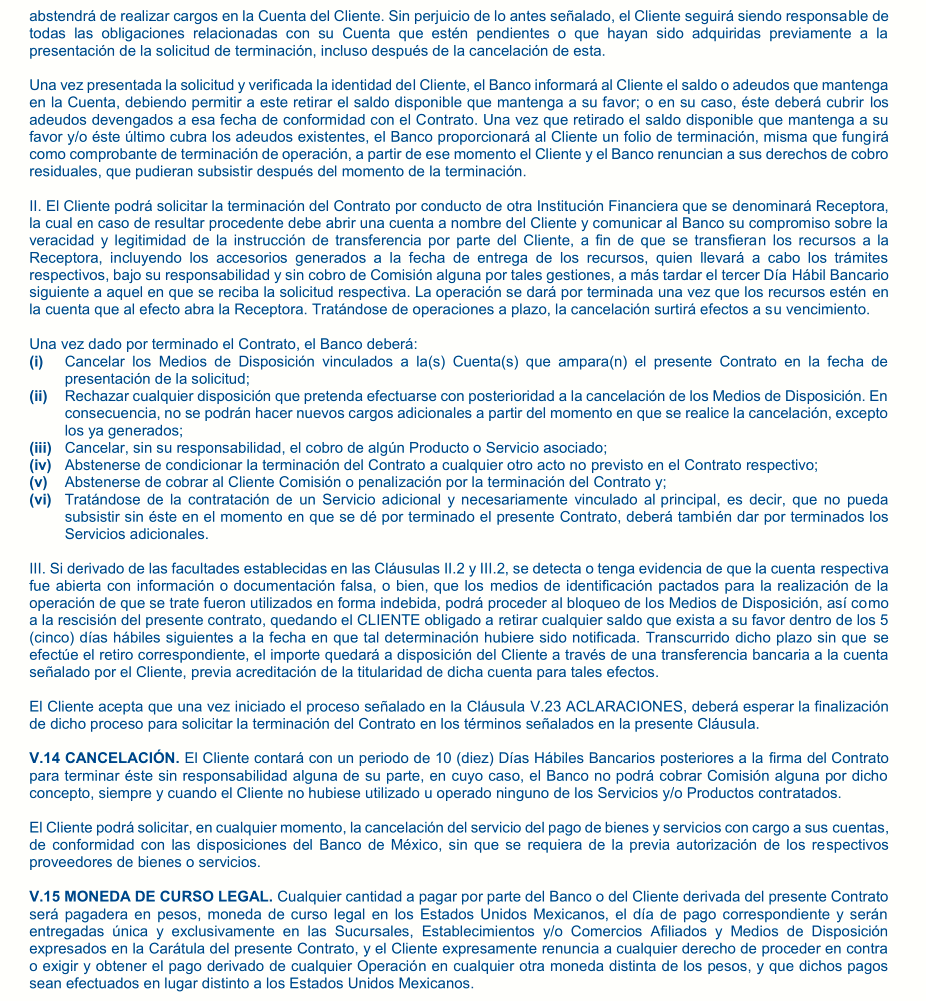 abstendrá de realizar cargos en la Cuenta del Cliente. Sin perjuicio de lo antes señalado, el Cliente seguirá siendo responsable de
todas las obligaciones relacionadas con su Cuenta que estén pendientes o que hayan sido adquiridas previamente a la
presentación de la solicitud de terminación, incluso después de la cancelación de esta.
Una vez presentada la solicitud y verificada la identidad del Cliente, el Banco informará al Cliente el saldo o adeudos que mantenga
en la Cuenta, debiendo permitir a este retirar el saldo disponible que mantenga a su favor; o en su caso, éste deberá cubrir los
adeudos devengados a esa fecha de conformidad con el Contrato. Una vez que retirado el saldo disponible que mantenga a su
favor y/o éste último cubra los adeudos existentes, el Banco proporcionará al Cliente un folio de terminación, misma que fungirá
como comprobante de terminación de operación, a partir de ese momento el Cliente y el Banco renuncian a sus derechos de cobro
residuales, que pudieran subsistir después del momento de la terminación.
II. El Cliente podrá solicitar la terminación del Contrato por conducto de otra Institución Financiera que se denominará Receptora,
la cual en caso de resultar procedente debe abrir una cuenta a nombre del Cliente y comunicar al Banco su compromiso sobre la
veracidad y legitimidad de la instrucción de transferencia por parte del Cliente, a fin de que se transfieran los recursos a la
Receptora, incluyendo los accesorios generados a la fecha de entrega de los recursos, quien llevará a cabo los trámites
respectivos, bajo su responsabilidad y sin cobro de Comisión alguna por tales gestiones, a más tardar el tercer Día Hábil Bancario
siguiente a aquel en que se reciba la solicitud respectiva. La operación se dará por terminada una vez que los recursos estén en
la cuenta que al efecto abra la Receptora. Tratándose de operaciones a plazo, la cancelación surtirá efectos a su vencimiento.
Una vez dado por terminado el Contrato, el Banco deberá:
(i) Cancelar los Medios de Disposición vinculados a la(s) Cuenta(s) que ampara(n) el presente Contrato en la fecha de
presentación de la solicitud;
(ii) Rechazar cualquier disposición que pretenda efectuarse con posterioridad a la cancelación de los Medios de Disposición. En
consecuencia, no se podrán hacer nuevos cargos adicionales a partir del momento en que se realice la cancelación, excepto
los ya generados;
(iii) Cancelar, sin su responsabilidad, el cobro de algún Producto o Servicio asociado;
(iv) Abstenerse de condicionar la terminación del Contrato a cualquier otro acto no previsto en el Contrato respectivo;
(v) Abstenerse de cobrar al Cliente Comisión o penalización por la terminación del Contrato y;
(vi) Tratándose de la contratación de un Servicio adicional y necesariamente vinculado al principal, es decir, que no pueda
subsistir sin éste en el momento en que se dé por terminado el presente Contrato, deberá también dar por terminados los
Servicios adicionales.
III. Si derivado de las facultades establecidas en las Cláusulas II.2 y III.2, se detecta o tenga evidencia de que la cuenta respectiva
fue abierta con información o documentación falsa, o bien, que los medios de identificación pactados para la realización de la
operación de que se trate fueron utilizados en forma indebida, podrá proceder al bloqueo de los Medios de Disposición, así como
a la rescisión del presente contrato, quedando el CLIENTE obligado a retirar cualquier saldo que exista a su favor dentro de los 5
(cinco) días hábiles siguientes a la fecha en que tal determinación hubiere sido notificada. Transcurrido dicho plazo sin que se
efectúe el retiro correspondiente, el importe quedará a disposición del Cliente a través de una transferencia bancaria a la cuenta
señalado por el Cliente, previa acreditación de la titularidad de dicha cuenta para tales efectos.
El Cliente acepta que una vez iniciado el proceso señalado en la Cláusula V.23 ACLARACIONES, deberá esperar la finalización
de dicho proceso para solicitar la terminación del Contrato en los términos señalados en la presente Cláusula.
V.14 CANCELACIÓN. El Cliente contará con un periodo de 10 (diez) Días Hábiles Bancarios posteriores a la firma del Contrato
para terminar éste sin responsabilidad alguna de su parte, en cuyo caso, el Banco no podrá cobrar Comisión alguna por dicho
concepto, siempre y cuando el Cliente no hubiese utilizado u operado ninguno de los Servicios y/o Productos contratados.
El Cliente podrá solicitar, en cualquier momento, la cancelación del servicio del pago de bienes y servicios con cargo a sus cuentas,
de conformidad con las disposiciones del Banco de México, sin que se requiera de la previa autorización de los respectivos
proveedores de bienes o servicios.
V.15 MONEDA DE CURSO LEGAL. Cualquier cantidad a pagar por parte del Banco o del Cliente derivada del presente Contrato
será pagadera en pesos, moneda de curso legal en los Estados Unidos Mexicanos, el día de pago correspondiente y serán
entregadas única y exclusivamente en las Sucursales, Establecimientos y/o Comercios Afiliados y Medios de Disposición
expresados en la Carátula del presente Contrato, y el Cliente expresamente renuncia a cualquier derecho de proceder en contra
o exigir y obtener el pago derivado de cualquier Operación en cualquier otra moneda distinta de los pesos, y que dichos pagos
sean efectuados en lugar distinto a los Estados Unidos Mexicanos.